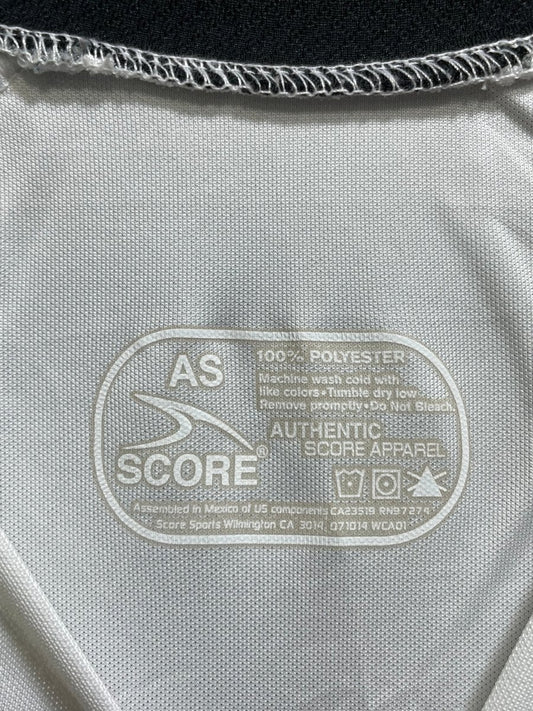 AS
SCORE®
100% POLYESTER
Machine wash cold with
like colors•Tumble dry low•
Remove promptly•Do Not Bleach.
AUTHENTIC
SCORE APPAREL
Assembled in Mexico of US components CA23519 RN97274
Score Sports Wilmington CA 3014, 071014 WCA01